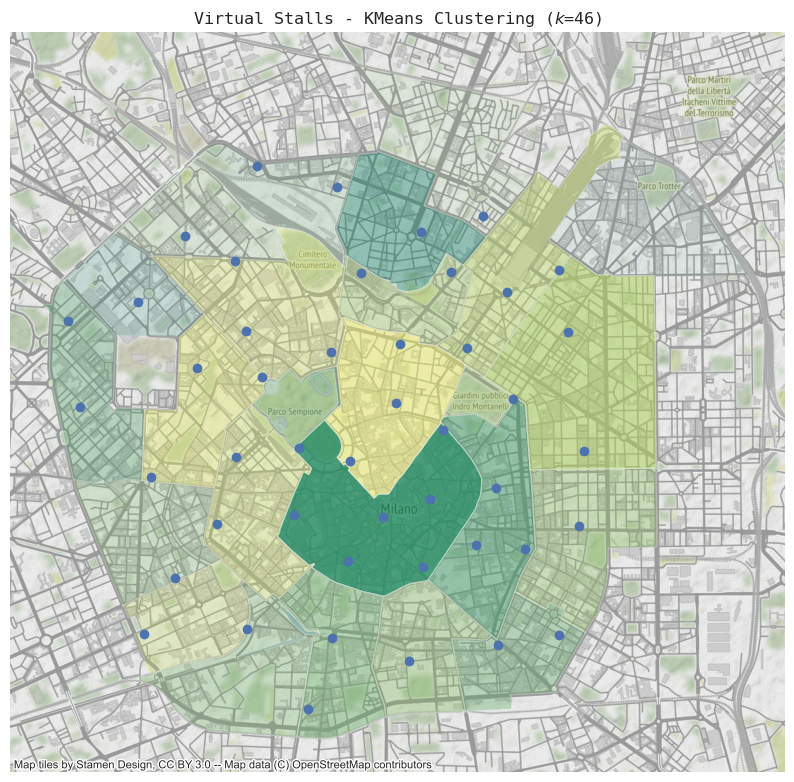 Virtual Stalls - KMeans Clustering (k=46)
Parco Martiri
della Libertà
Iracheni Vittime
del Terrorismo
Parco Trotter
Cimitero
Monumentale
Parco Sempione
Giardini pubblici
Indro Montanelli
Milano
Map tiles by Stamen Design, CC BY 3.0 -- Map data (C) OpenStreetMap contributors